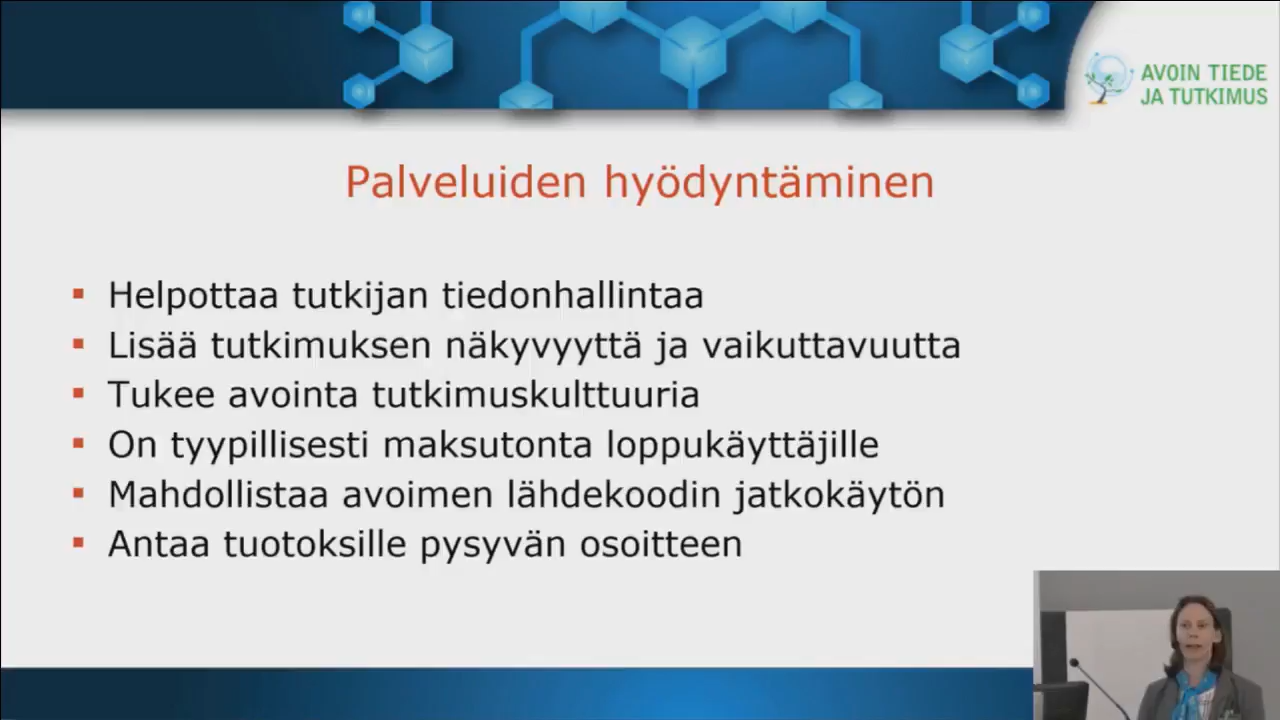 AVOIN TIEDE
JA TUTKIMUS
Palveluiden hyödyntäminen
▪ Helpottaa tutkijan tiedonhallintaa
▪ Lisää tutkimuksen näkyvyyttä ja vaikuttavuutta
▪ Tukee avointa tutkimuskulttuuria
▪ On tyypillisesti maksutonta loppukäyttäjille
▪ Mahdollistaa avoimen lähdekoodin jatkokäytön
▪ Antaa tuotoksille pysyvän osoitteen